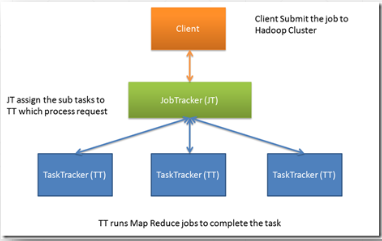 Client
Client Submit the job to
Hadoop Cluster
JT assign the sub tasks to
TT which process request
JobTracker (JT)
TaskTracker (TT)
TaskTracker (TT)
TaskTracker (TT)
TT runs Map Reduce jobs to complete the task